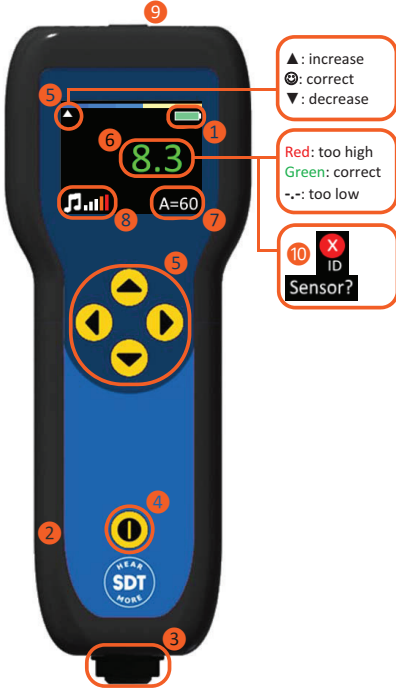 9
▲: increase
☺: correct
▼: decrease
5
1
6
8.3
Red: too high
Green: correct
-.-: too low
8
A=60
7
10
X
ID
Sensor?
5
4
2
HEAR
SDT
MORE
3